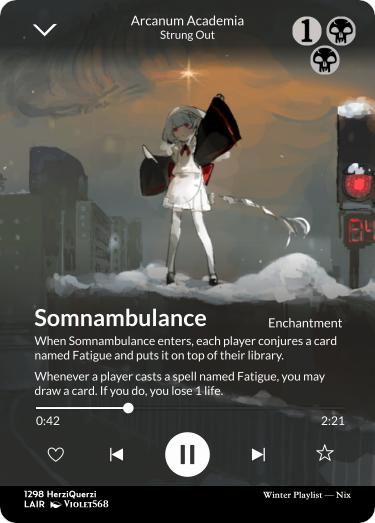 Arcanum Academia
Strung Out
1
Somnambulance
Enchantment
When Somnambulance enters, each player conjures a card
named Fatigue and puts it on top of their library.
Whenever a player casts a spell named Fatigue, you may
draw a card. If you do, you lose 1 life.
0:42
2:21
1298 HerziQuerzi
LAIR VIOLET568
Winter Playlist — Nix